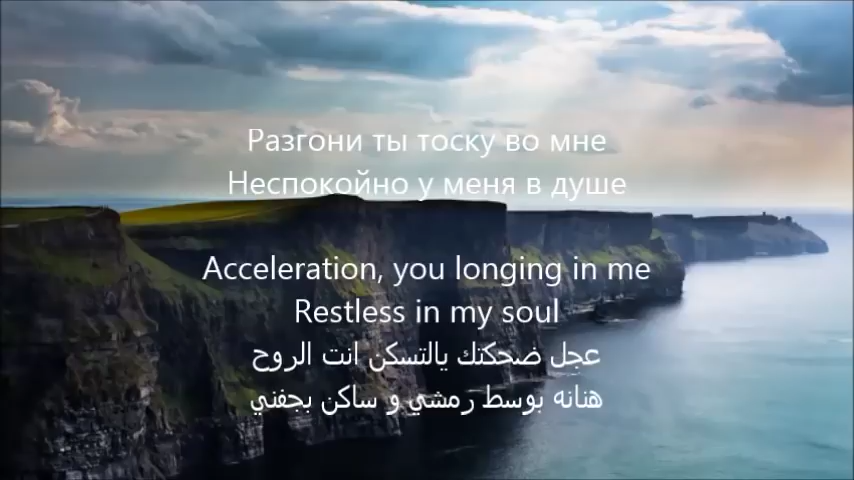 Разгони ты тоску во мне
Неспокойно у меня в душе
Acceleration, you longing in me
Restless in my soul
عجل ضحكتك يالتسكن انت الروح
هنانه بوسط رمشي و ساكن بجفني